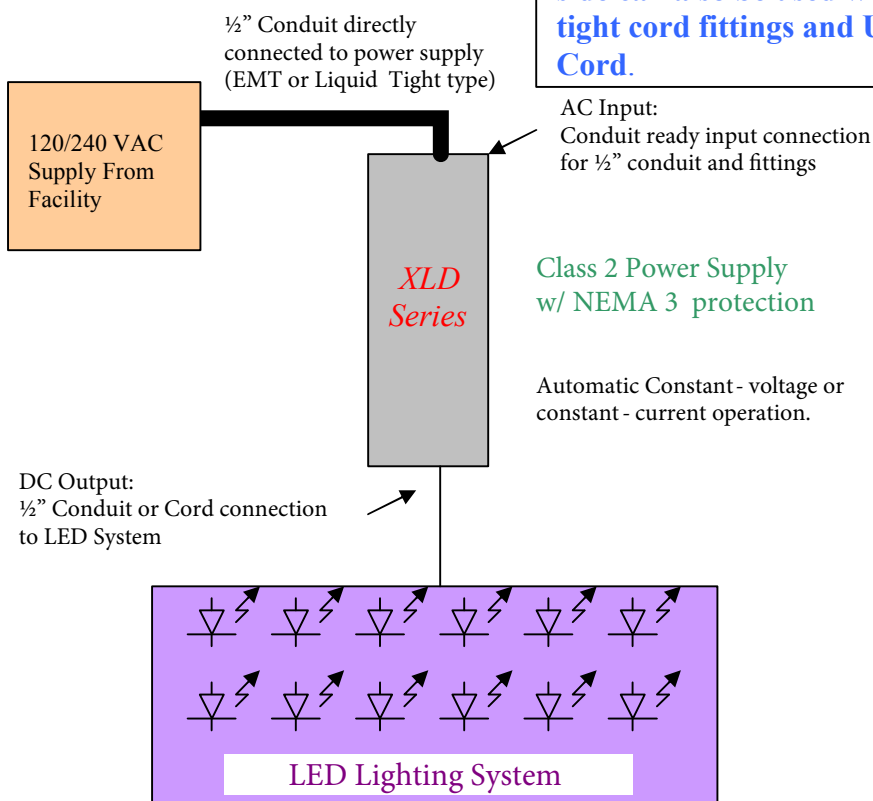 ½” Conduit directly
connected to power supply
(EMT or Liquid Tight type)
tight cord fittings and
Cord.
120/240 VAC
Supply From
Facility
AC Input:
Conduit ready input connection
for ½” conduit and fittings
XLD
Series
Class 2 Power Supply
w/ NEMA 3 protection
Automatic Constant - voltage or
constant - current operation.
DC Output:
½” Conduit or Cord connection
to LED System
LED Lighting System